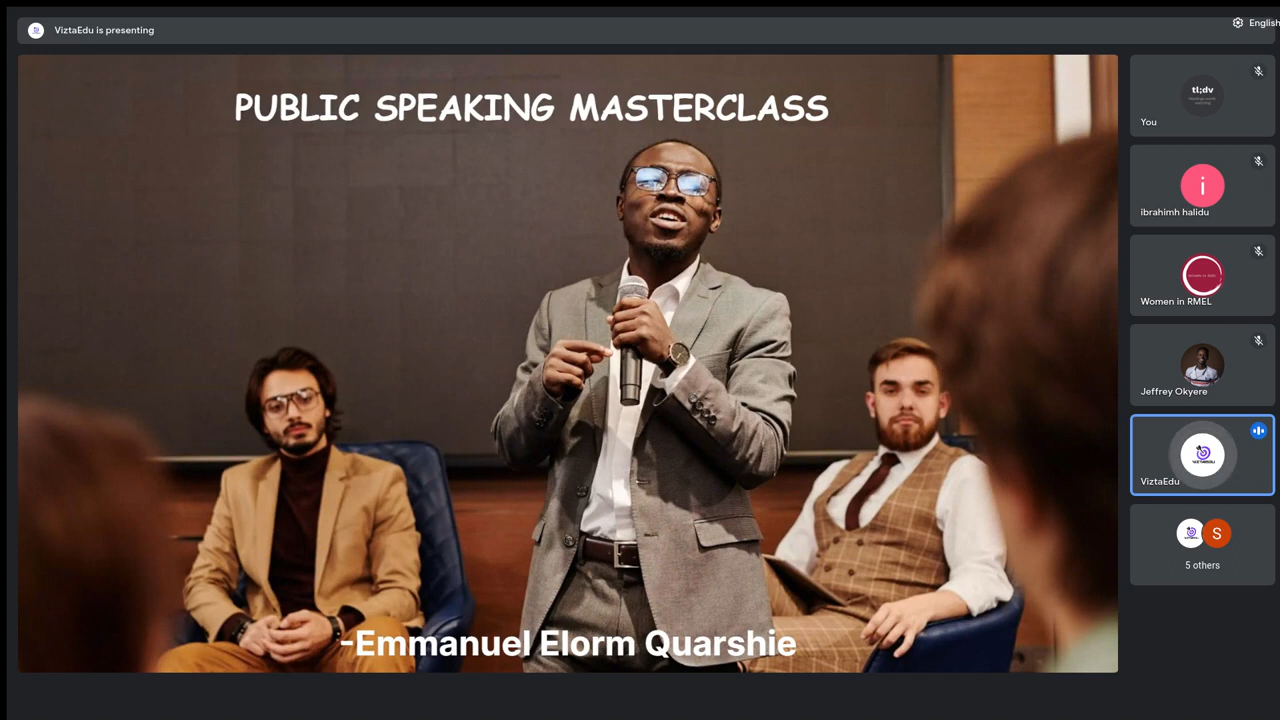 ViztaEdu is presenting
English
PUBLIC SPEAKING MASTERCLASS
-Emmanuel Elorm Quarshie
tl;dv
You
i
ibrahimh halidu
Women in RMEL
Jeffrey Okyere
ViztaEdu
S
5 others